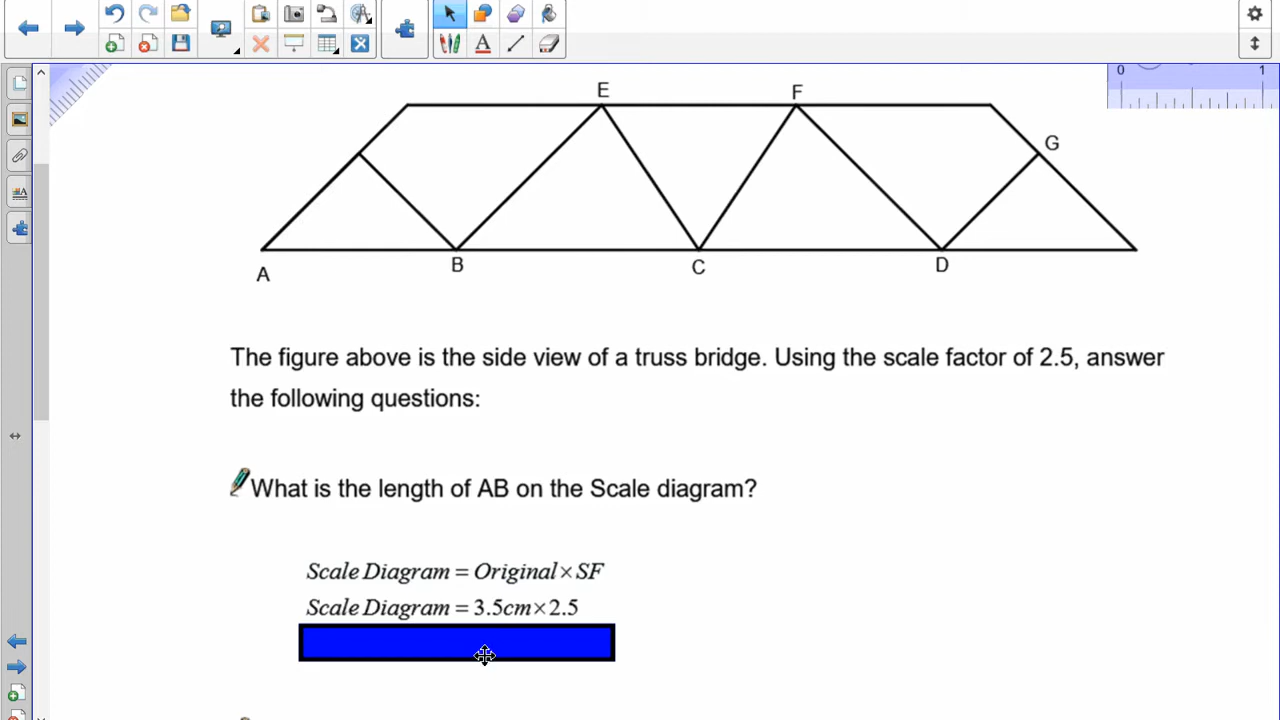 0 1
E F
G
A B C D
The figure above is the side view of a truss bridge. Using the scale factor of 2.5, answer
the following questions:
What is the length of AB on the Scale diagram?
Scale Diagram = Original × SF
Scale Diagram = 3.5cm × 2.5